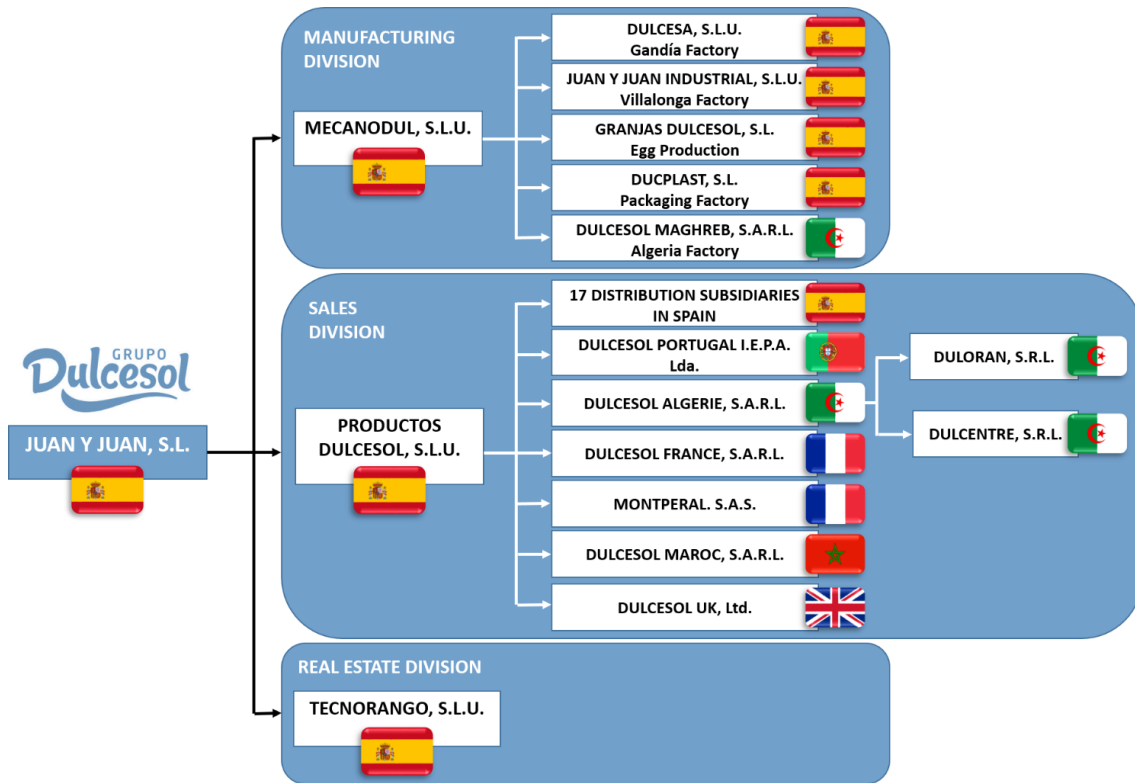 GRUPO
Dulcesol
JUAN Y JUAN, S.L.
MANUFACTURING
DIVISION
MECANODUL, S.L.U.
DULCESA, S.L.U.
Gandía Factory
JUAN Y JUAN INDUSTRIAL, S.L.U.
Villalonga Factory
GRANJAS DULCESOL, S.L.
Egg Production
DUCPLAST, S.L.
Packaging Factory
DULCESOL MAGHREB, S.A.R.L.
Algeria Factory
SALES
DIVISION
PRODUCTOS
DULCESOL, S.L.U.
17 DISTRIBUTION SUBSIDIARIES
IN SPAIN
DULCESOL PORTUGAL I.E.P.A.
Lda.
DULCESOL ALGERIE, S.A.R.L.
DULORAN, S.R.L.
DULCENTRE, S.R.L.
DULCESOL FRANCE, S.A.R.L.
MONTPERAL. S.A.S.
DULCESOL MAROC, S.A.R.L.
DULCESOL UK, Ltd.
REAL ESTATE DIVISION
TECNORANGO, S.L.U.